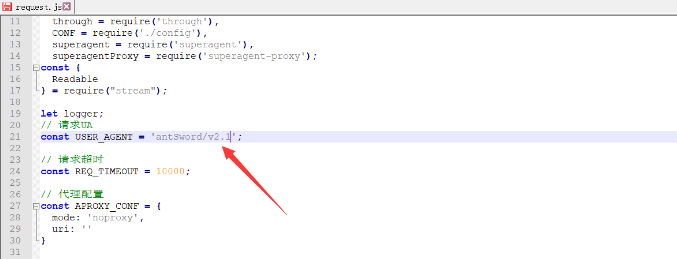 request.js
11 through = require('through'),
12 CONF = require('./config'),
13 superagent = require('superagent'),
14 superagentProxy = require('superagent-proxy');
15 const {
16 Readable
17 } = require("stream");
18
19 let logger;
20 // 请求UA
21 const USER_AGENT = 'antSword/v2.1';
22
23 // 请求超时
24 const REQ_TIMEOUT = 10000;
25
26 // 代理配置
27 const APROXY_CONF = {
28 mode: 'noproxy',
29 uri: ''
30 }
31